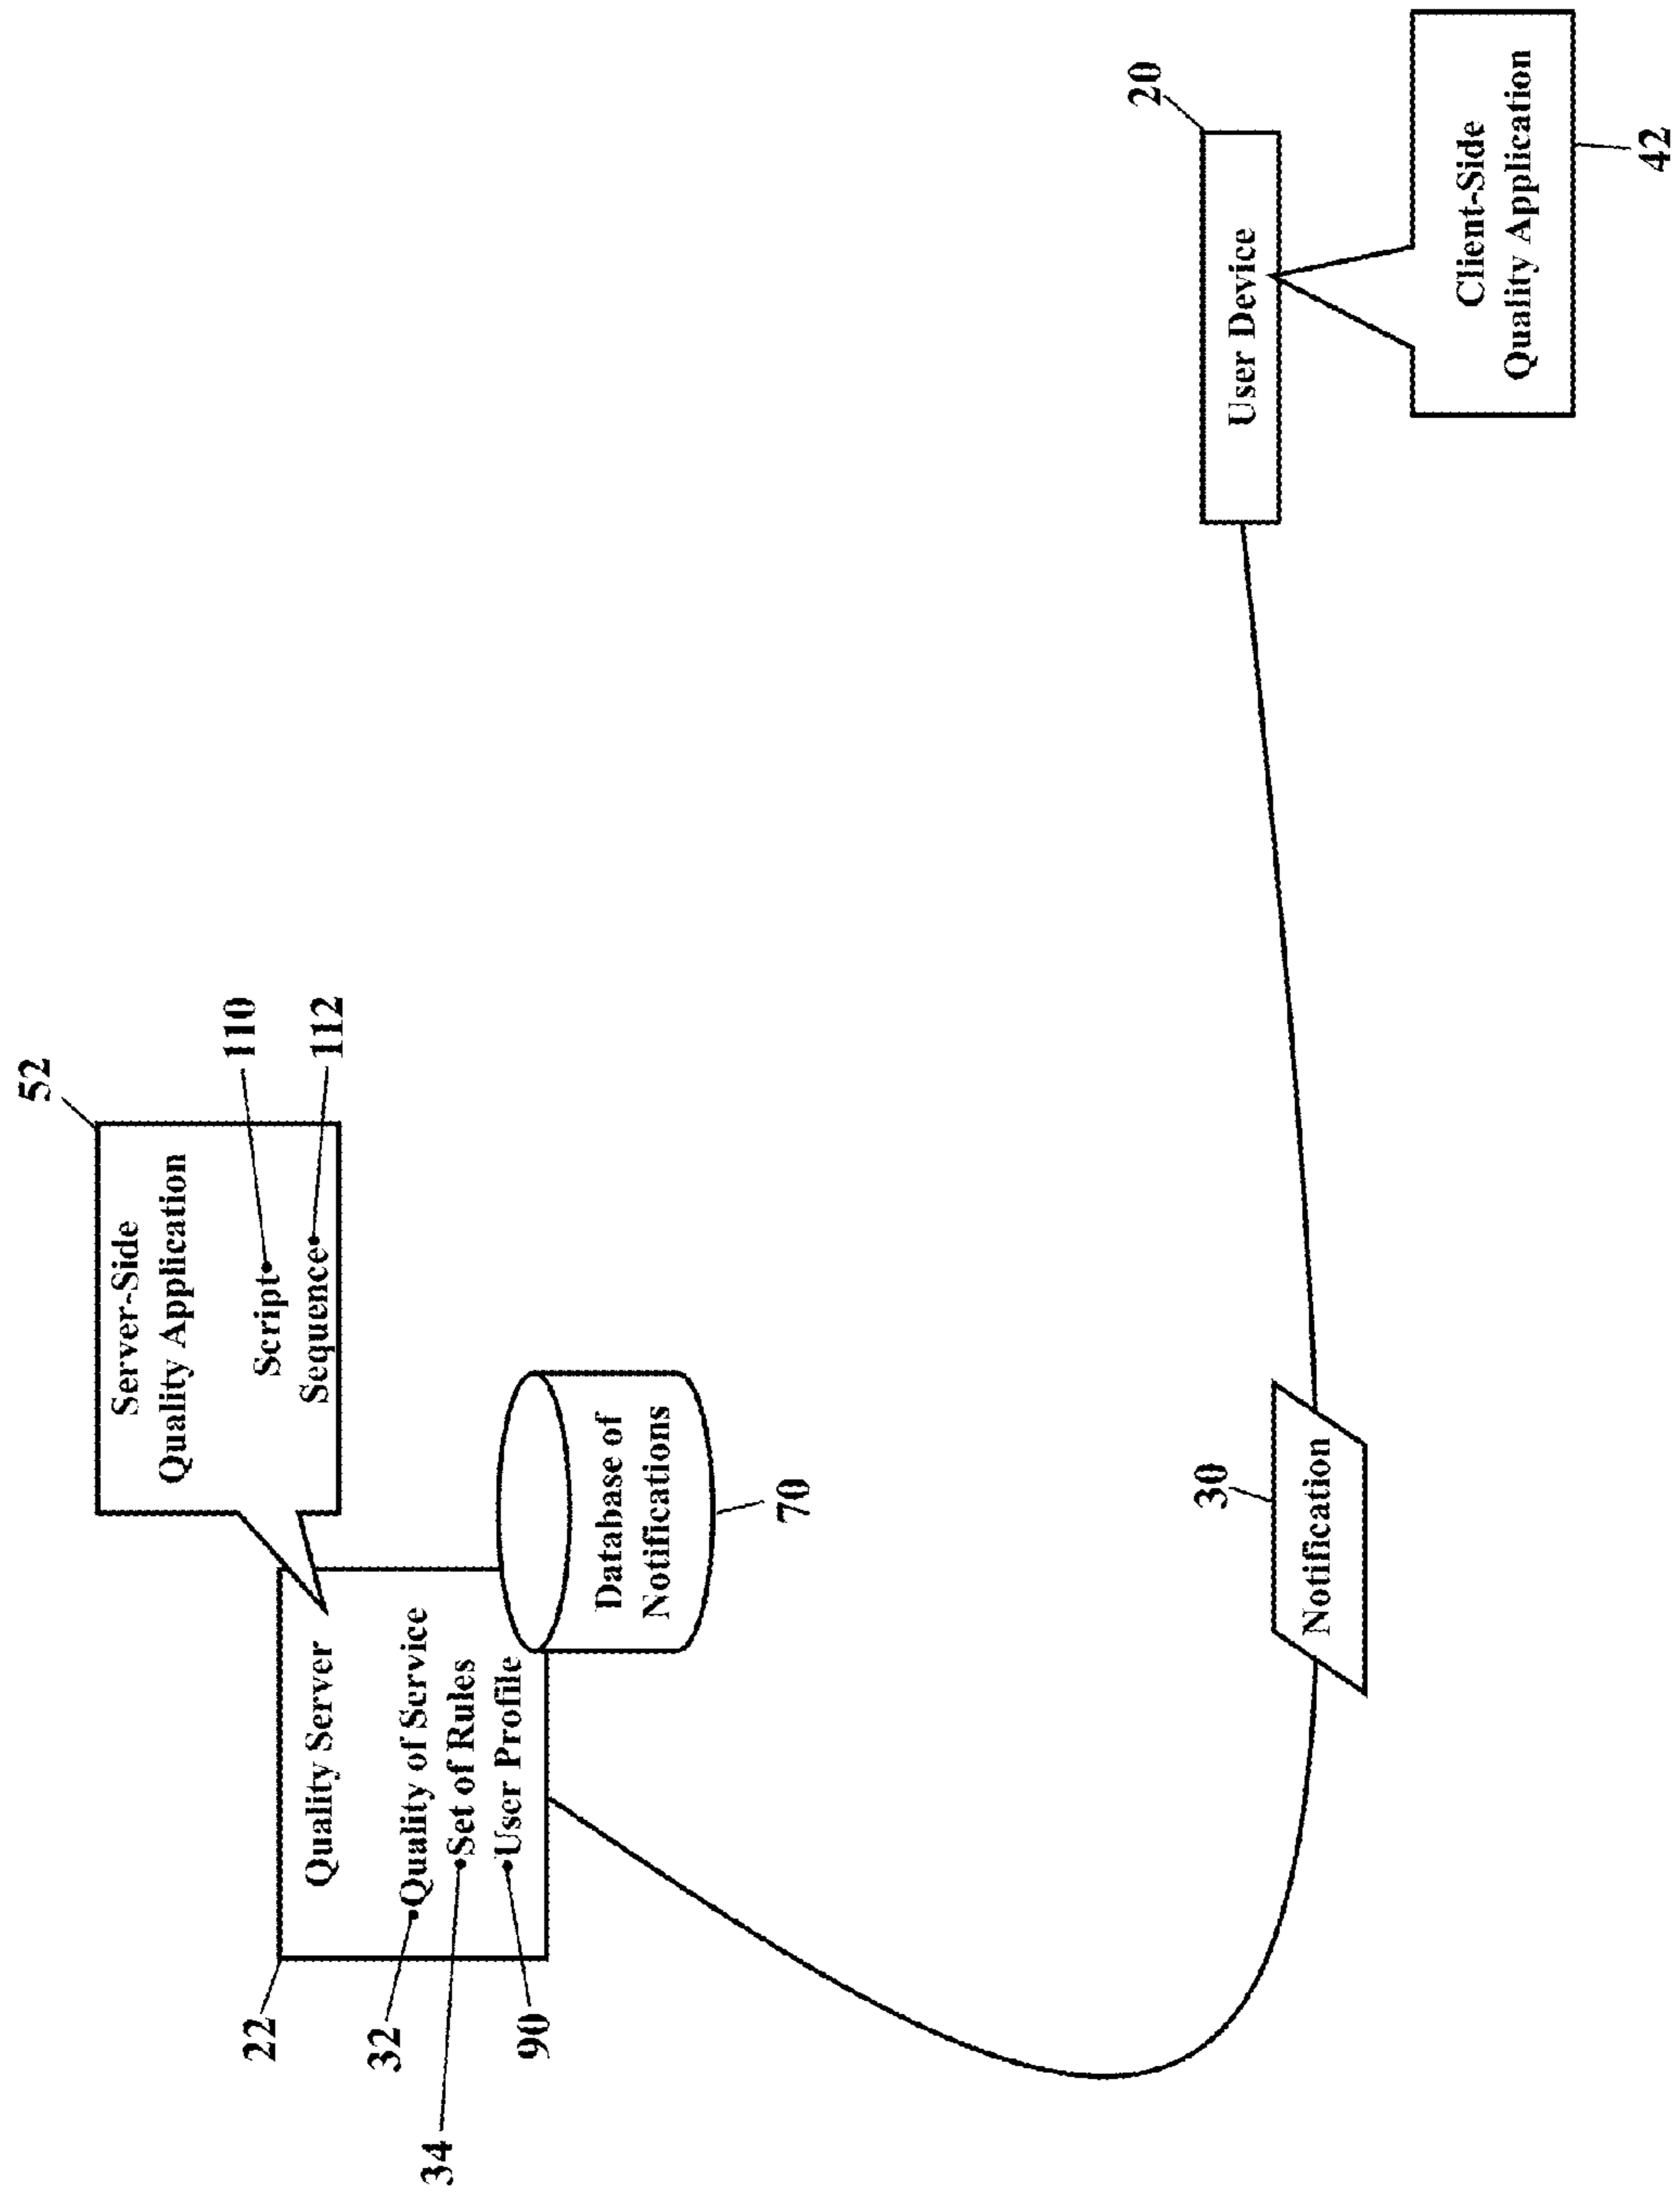 52
Server-Side
Quality Application
Script
110
Sequence
112
22
Quality Server
32
Quality of Service
34
Set of Rules
90
User Profile
Database of
Notifications
70
30
Notification
20
User Device
Client-Side
Quality Application
42